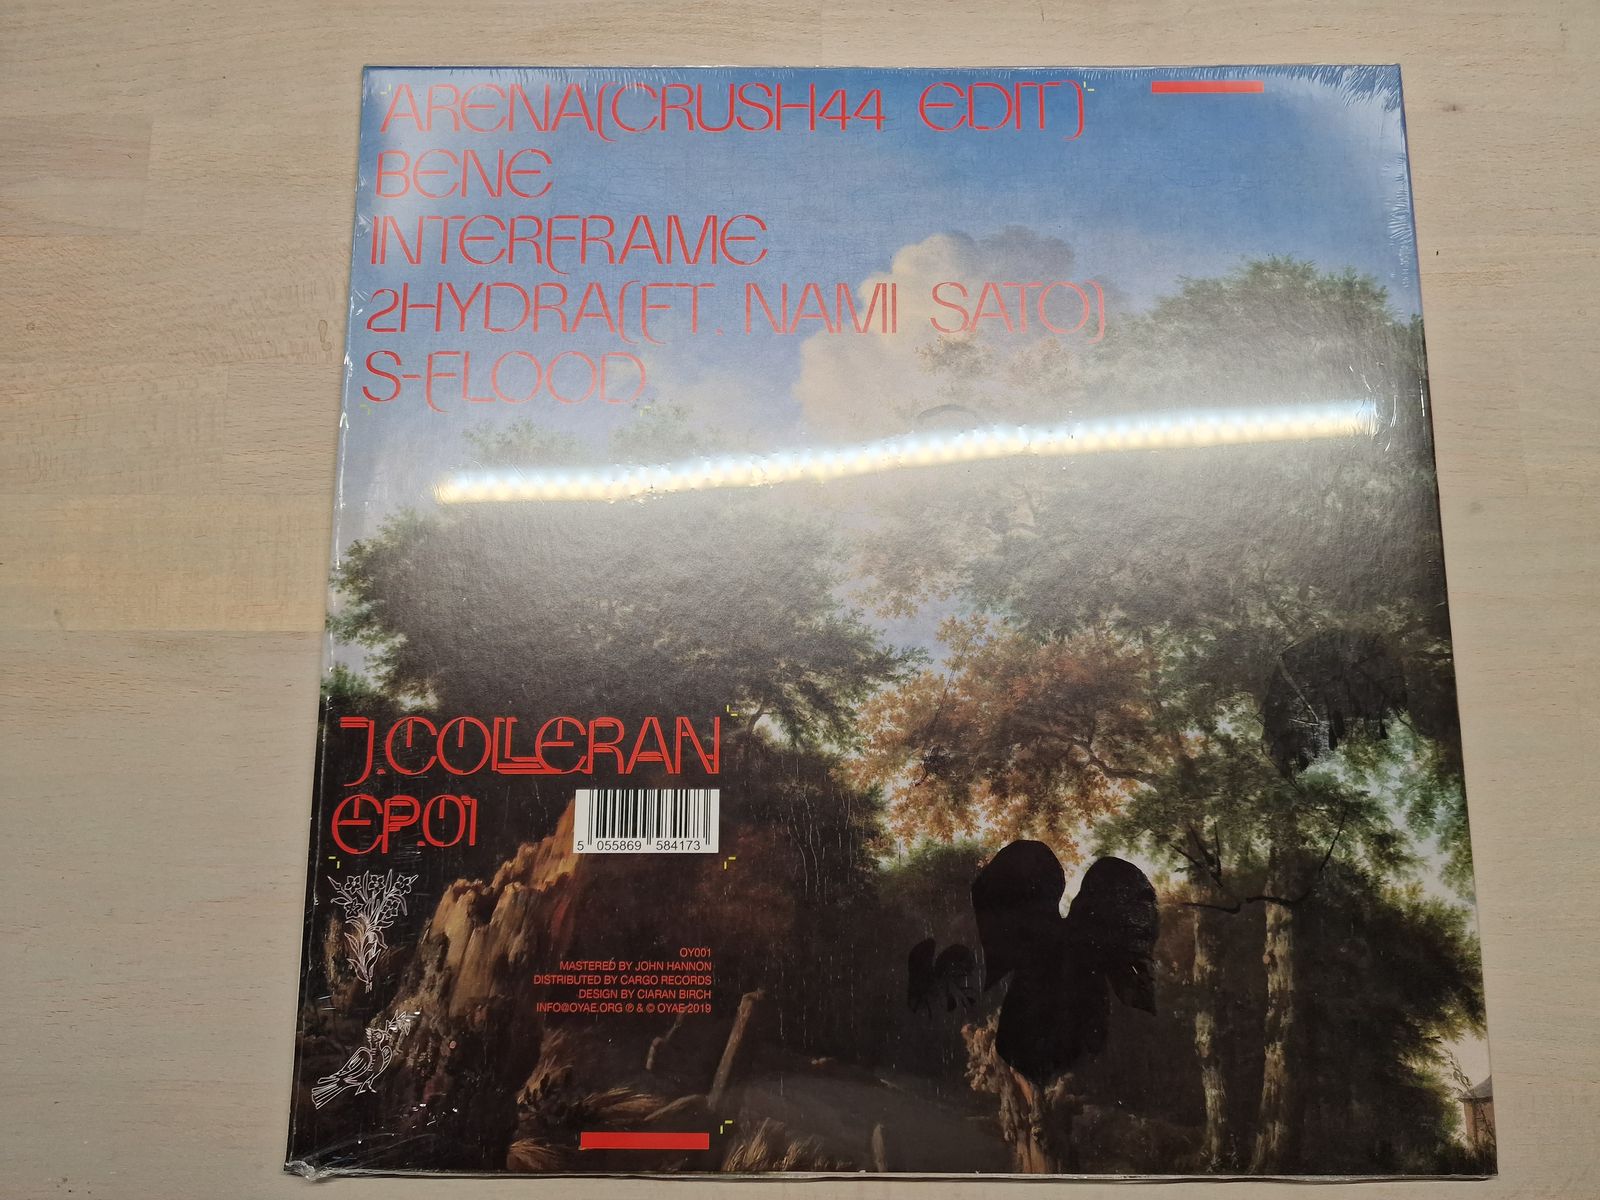 ARENA(CRUSH44 EDIT)
BENE
INTERFRAME
2HYDRA(FT. NAMI SATO)
S-FLOOD
J.COLLERAN
EP.01
5 055869 584173
OY001
MASTERED BY JOHN HANNON
DISTRIBUTED BY CARGO RECORDS
DESIGN BY CIARAN BIRCH
INFO@OYAE.ORG ℗ & © OYAE 2019